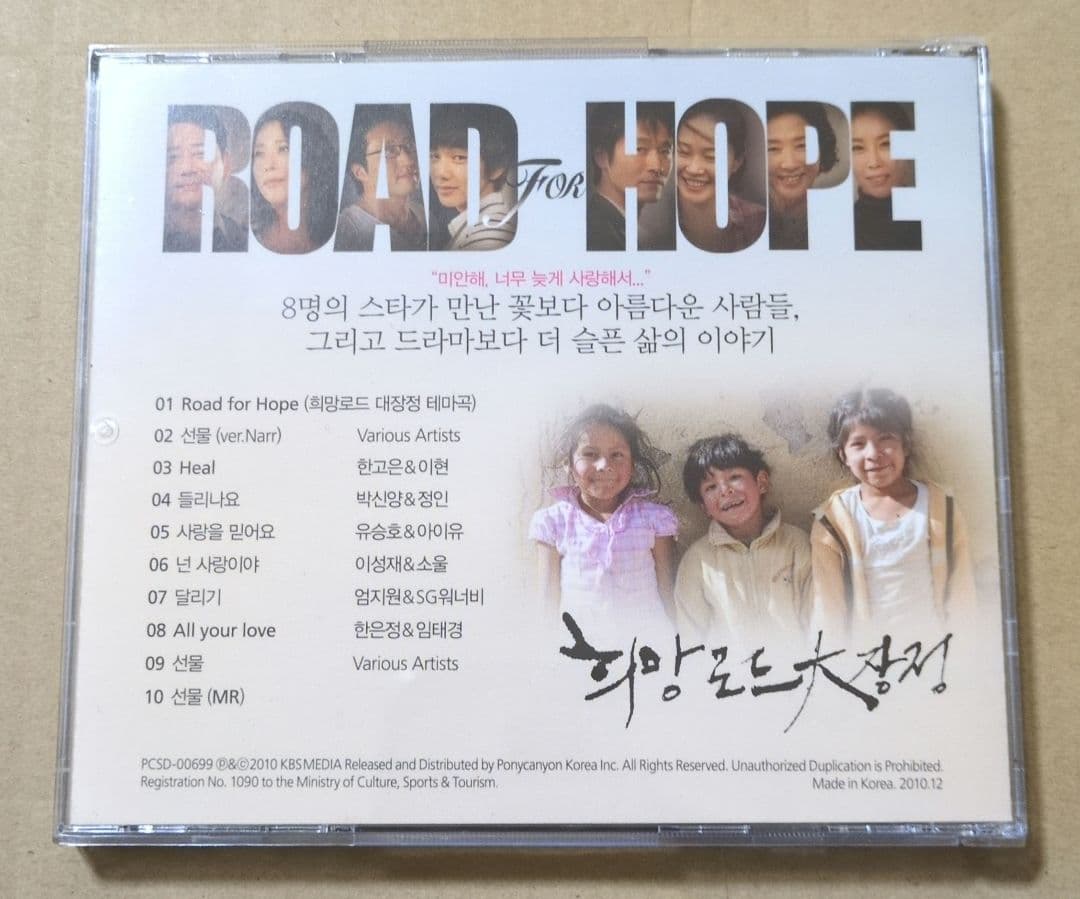 ROAD FOR HOPE
“미안해, 너무 늦게 사랑해서...”
8명의 스타가 만난 꽃보다 아름다운 사람들,
그리고 드라마보다 더 슬픈 삶의 이야기
01 Road for Hope (희망로드 대장정 테마곡)
02 선물 (ver.Narr) Various Artists
03 Heal 한고은&이현
04 들리나요 박신양&정인
05 사랑을 믿어요 유승호&아이유
06 넌 사랑이야 이성재&소울
07 달리기 엄지원&SG워너비
08 All your love 한은정&임태경
09 선물 Various Artists
10 선물 (MR)
희망로드大장정
PCSD-00699 ℗&©2010 KBS MEDIA Released and Distributed by Ponycanyon Korea Inc. All Rights Reserved. Unauthorized Duplication is Prohibited.
Registration No. 1090 to the Ministry of Culture, Sports & Tourism. Made in Korea. 2010.12